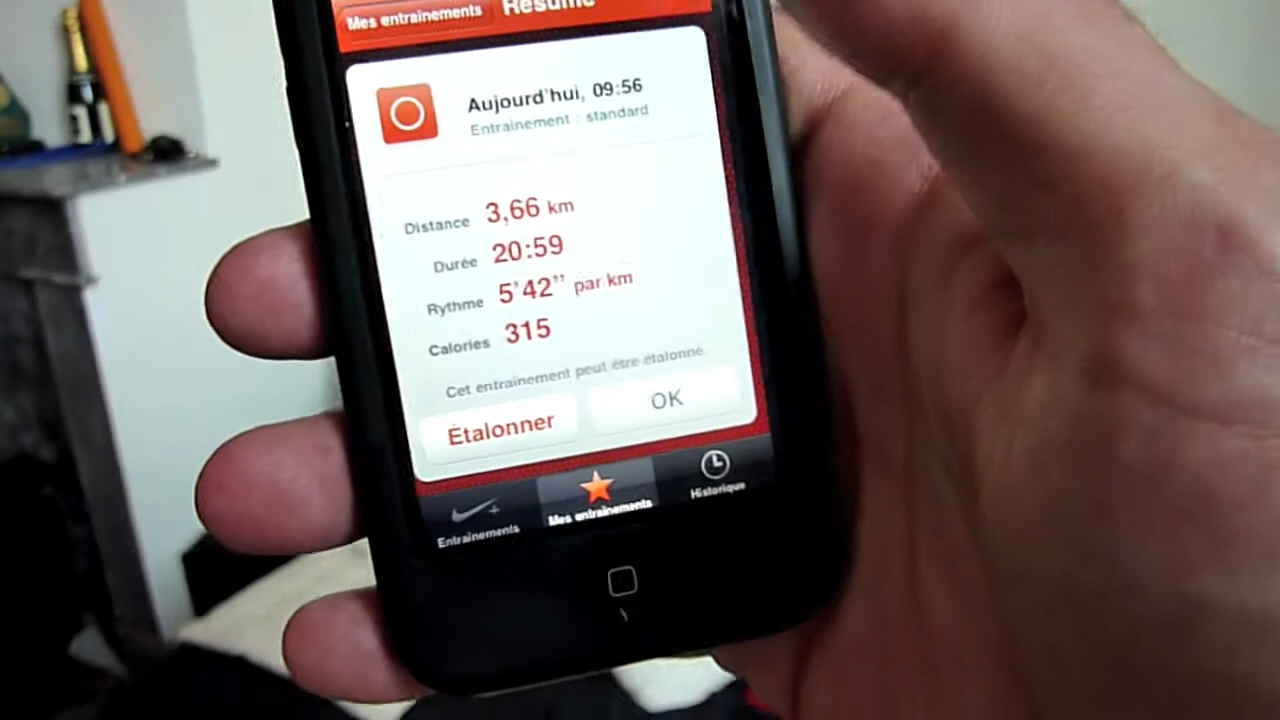 Mes entraînements Résumé
Aujourd'hui, 09:56
Entraînement : standard
Distance 3,66 km
Durée 20:59
Rythme 5'42" par km
Calories 315
Cet entraînement peut être étalonné.
Étalonner OK
Entraînements Mes entraînements Historique